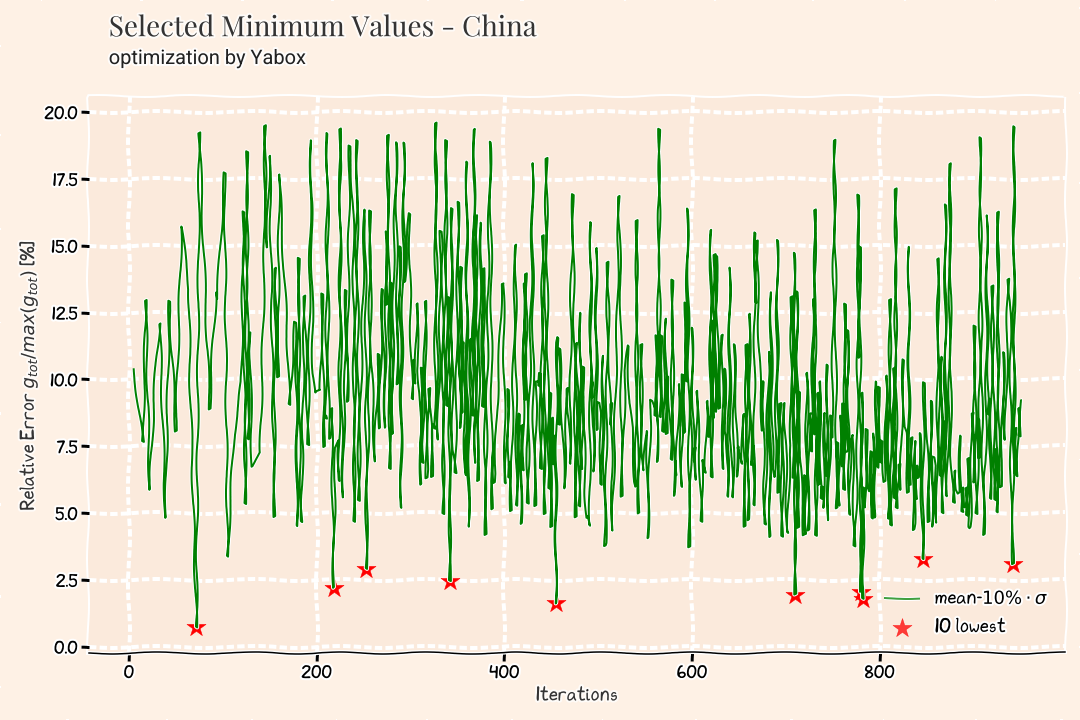 Selected Minimum Values - China
optimization by Yabox
20.0
17.5
15.0
12.5
10.0
7.5
5.0
2.5
0.0
Relative Error g_tot/max(g_tot) [%]
0 200 400 600 800
Iterations
mean-10% · σ
10 lowest